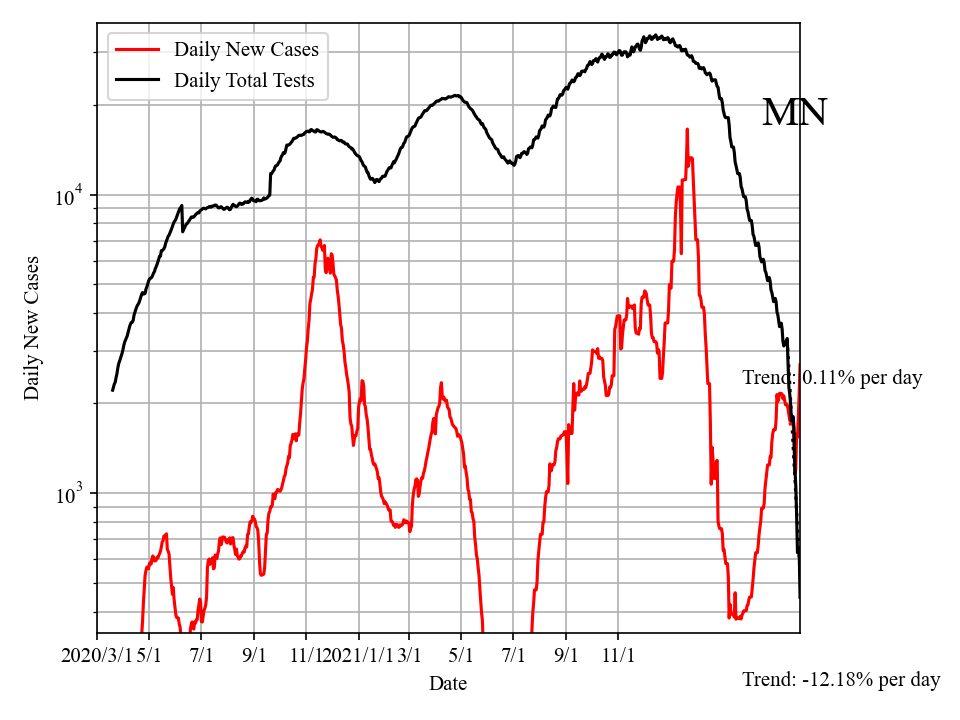 Daily New Cases
Daily Total Tests
MN
10^4
10^3
Daily New Cases
Trend: 0.11% per day
2020/3/1 5/1 7/1 9/1 11/1 2021/1/1 3/1 5/1 7/1 9/1 11/1
Date
Trend: -12.18% per day